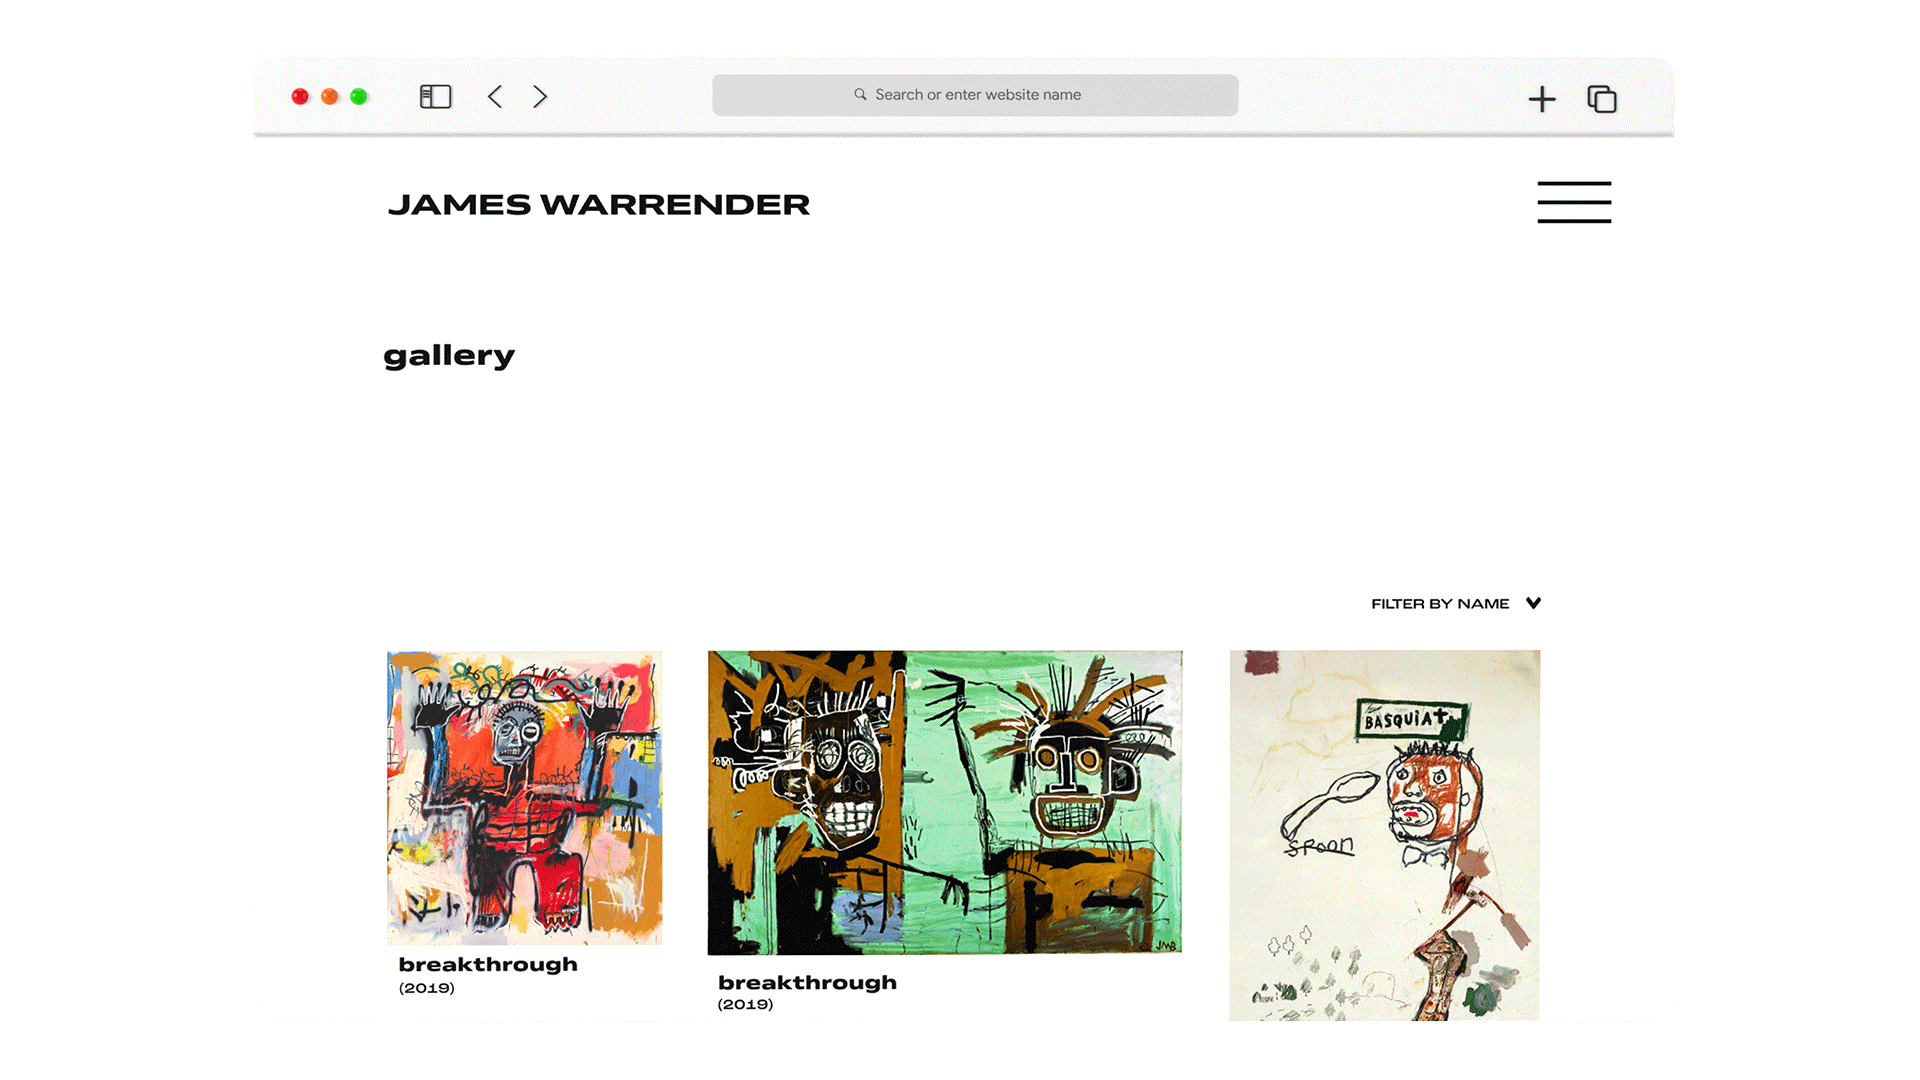 Search or enter website name
JAMES WARRENDER
gallery
FILTER BY NAME
BASQUIAT
SPOON
JMB
breakthrough
(2019)
breakthrough
(2019)